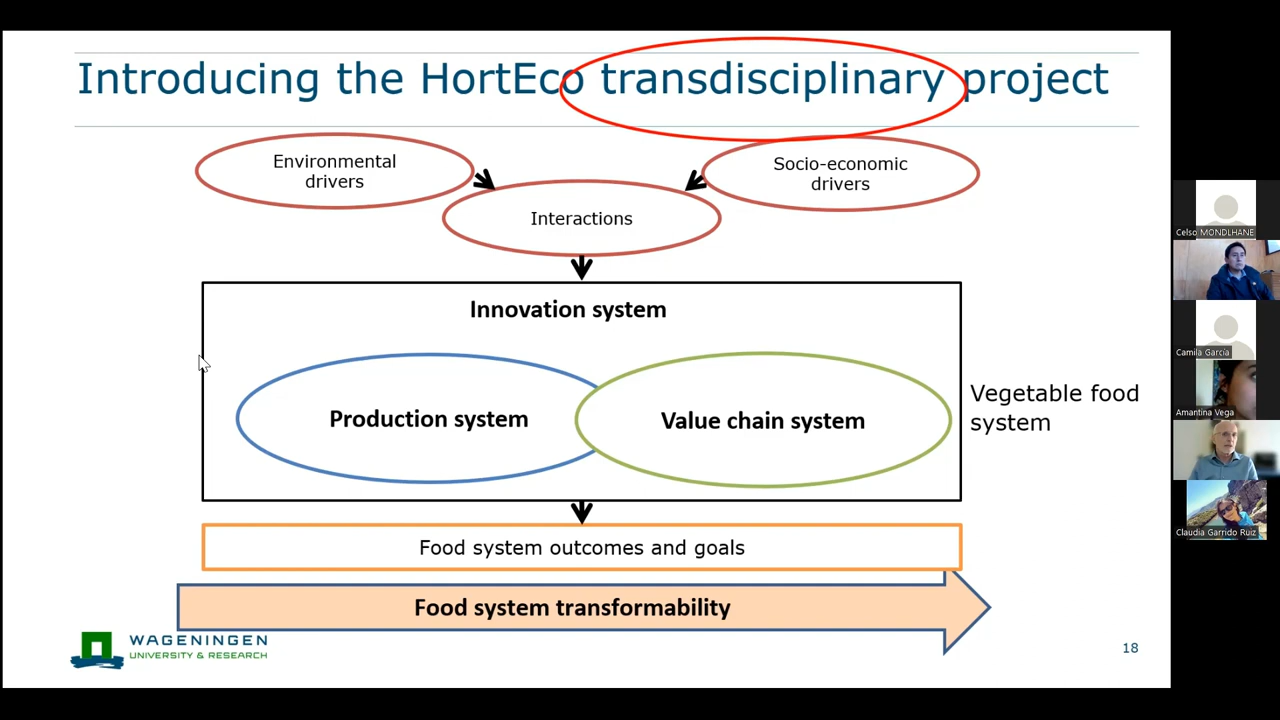 Introducing the HortEco transdisciplinary project
Environmental
drivers
Socio-economic
drivers
Interactions
Innovation system
Production system
Value chain system
Vegetable food
system
Food system outcomes and goals
Food system transformability
WAGENINGEN
UNIVERSITY & RESEARCH
18
Celso MONDLHANE
Camila García
Amantina Vega
Claudia Garrido Ruiz